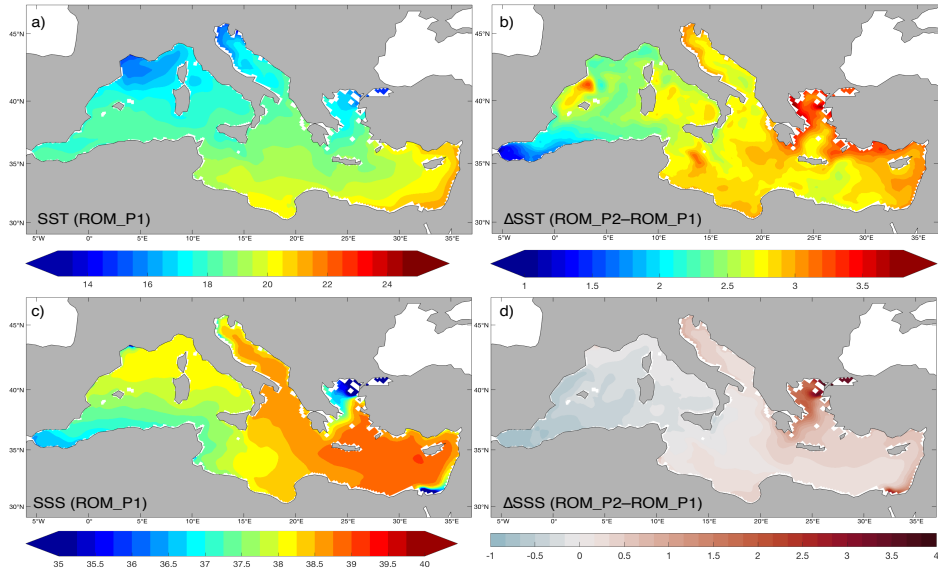 a)
45°N
40°N
35°N
30°N
SST (ROM_P1)
5°W 0° 5°E 10°E 15°E 20°E 25°E 30°E 35°E
14 16 18 20 22 24
b)
45°N
40°N
35°N
30°N
ΔSST (ROM_P2–ROM_P1)
5°W 0° 5°E 10°E 15°E 20°E 25°E 30°E 35°E
1 1.5 2 2.5 3 3.5
c)
45°N
40°N
35°N
30°N
SSS (ROM_P1)
5°W 0° 5°E 10°E 15°E 20°E 25°E 30°E 35°E
35 35.5 36 36.5 37 37.5 38 38.5 39 39.5 40
d)
45°N
40°N
35°N
30°N
ΔSSS (ROM_P2–ROM_P1)
5°W 0° 5°E 10°E 15°E 20°E 25°E 30°E 35°E
-1 -0.5 0 0.5 1 1.5 2 2.5 3 3.5 4